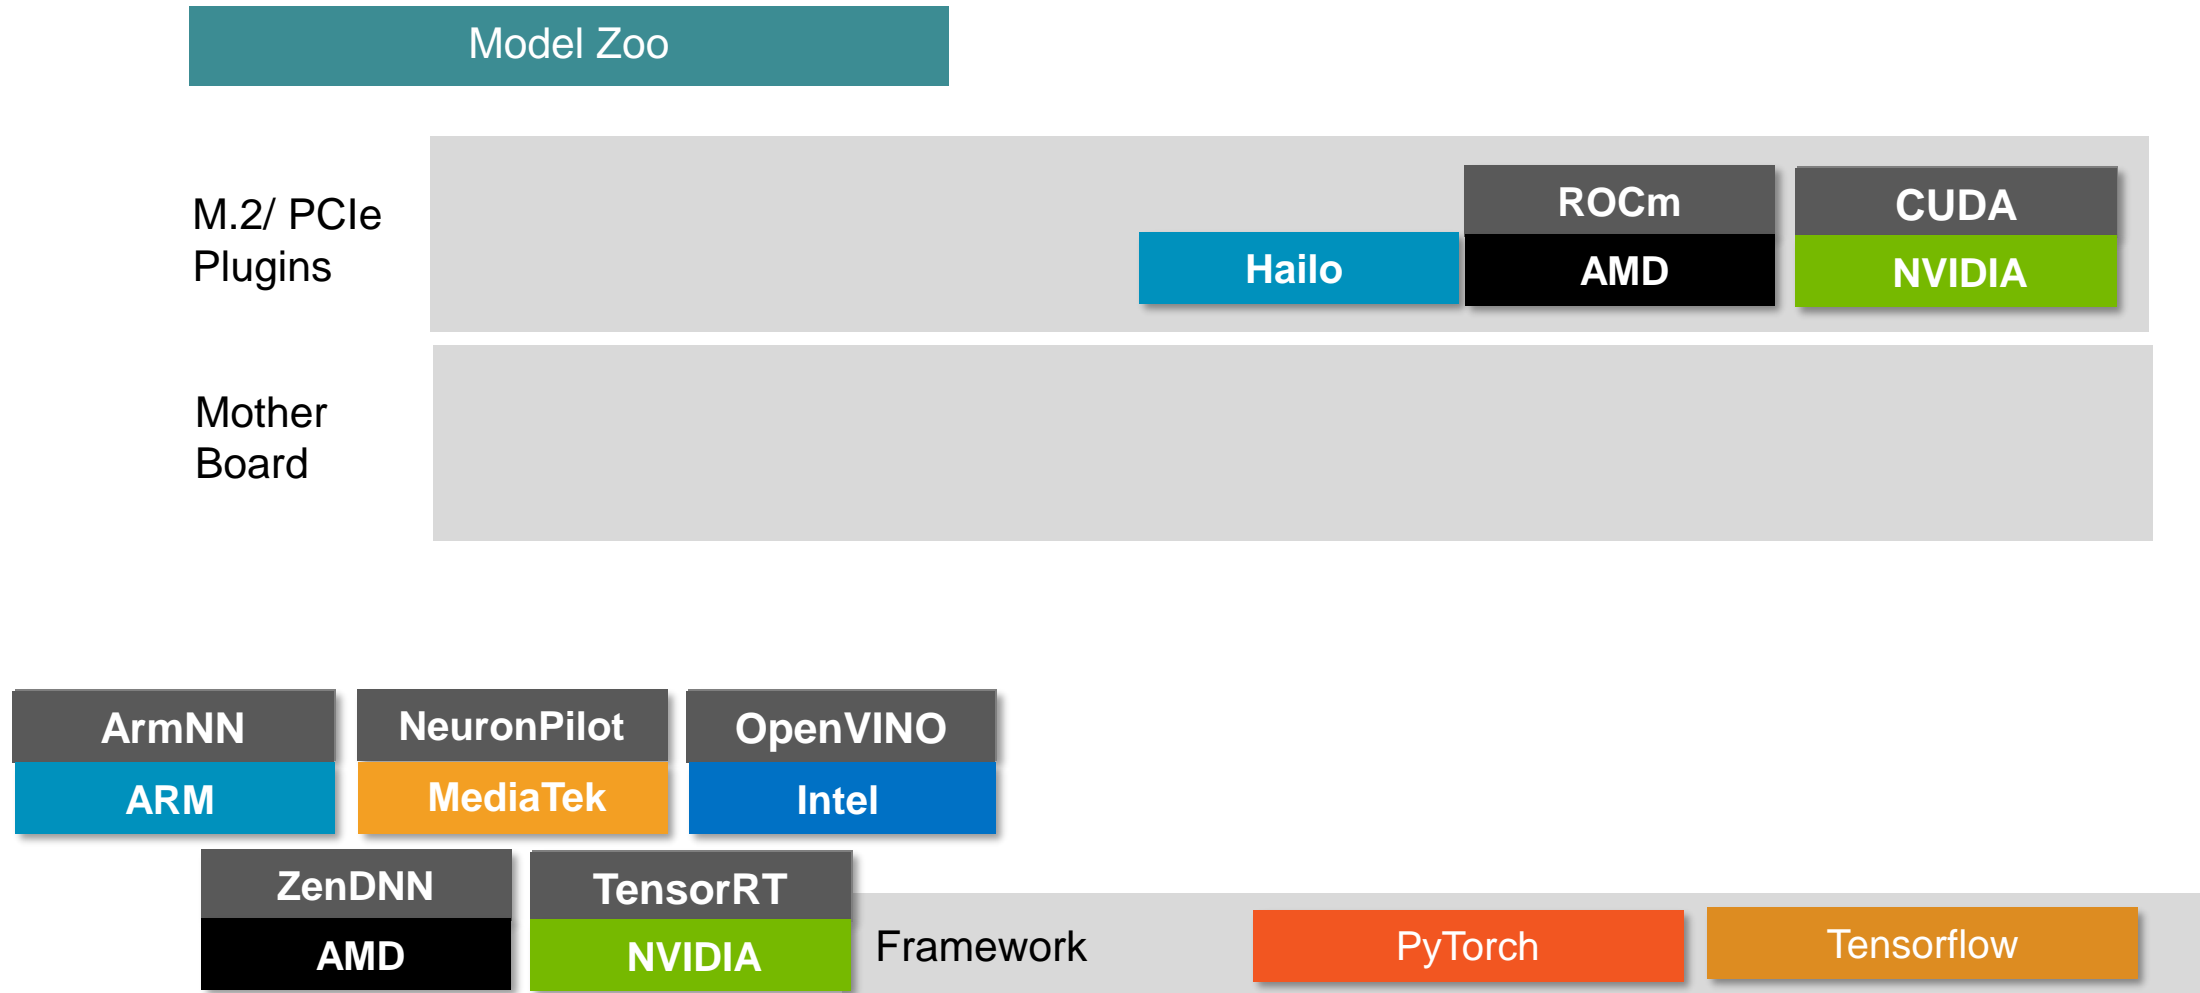 Model Zoo
M.2/ PCIe
Plugins
ROCm
CUDA
Hailo
AMD
NVIDIA
Mother
Board
ArmNN
NeuronPilot
OpenVINO
ARM
MediaTek
Intel
ZenDNN
TensorRT
AMD
NVIDIA
Framework
PyTorch
Tensorflow